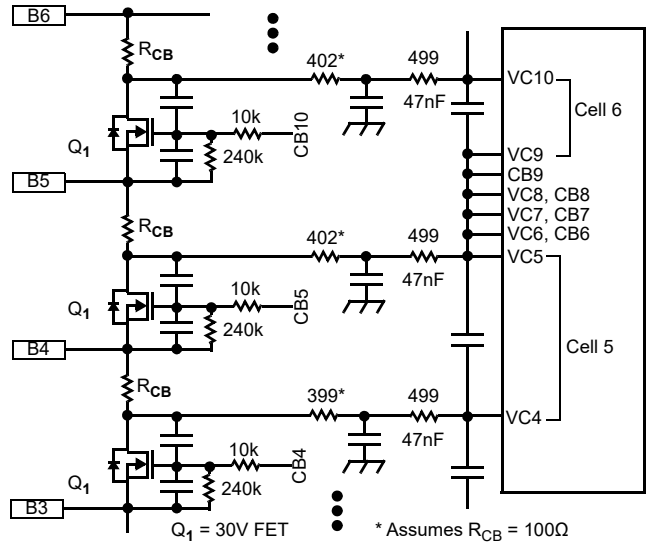 B6
RCB
402*
499
VC10
47nF
Cell 6
10k
CB10
Q1
240k
VC9
B5
CB9
VC8, CB8
VC7, CB7
RCB
VC6, CB6
402*
499
VC5
47nF
10k
CB5
Q1
240k
B4
Cell 5
RCB
399*
499
VC4
47nF
10k
CB4
Q1
240k
B3
Q1 = 30V FET
* Assumes RCB = 100Ω